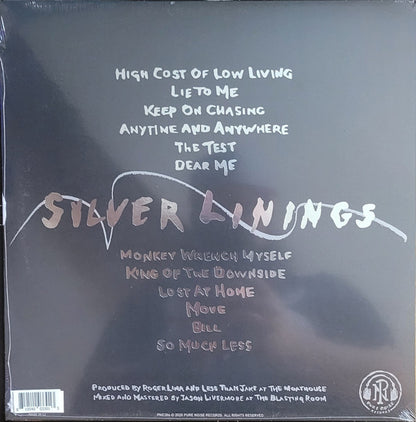 HIGH COST OF LOW LIVING
LIE TO ME
KEEP ON CHASING
ANYTIME AND ANYWHERE
THE TEST
DEAR ME
SILVER LININGS
MONKEY WRENCH MYSELF
KING OF THE DOWNSIDE
LOST AT HOME
MOVE
BILL
SO MUCH LESS
PRODUCED BY ROGER LIMA AND LESS THAN JAKE AT THE MOATHOUSE
MIXED AND MASTERED BY JASON LIVERMORE AT THE BLASTING ROOM
© 2020 PURE NOISE RECORDS. ALL RIGHTS RESERVED.